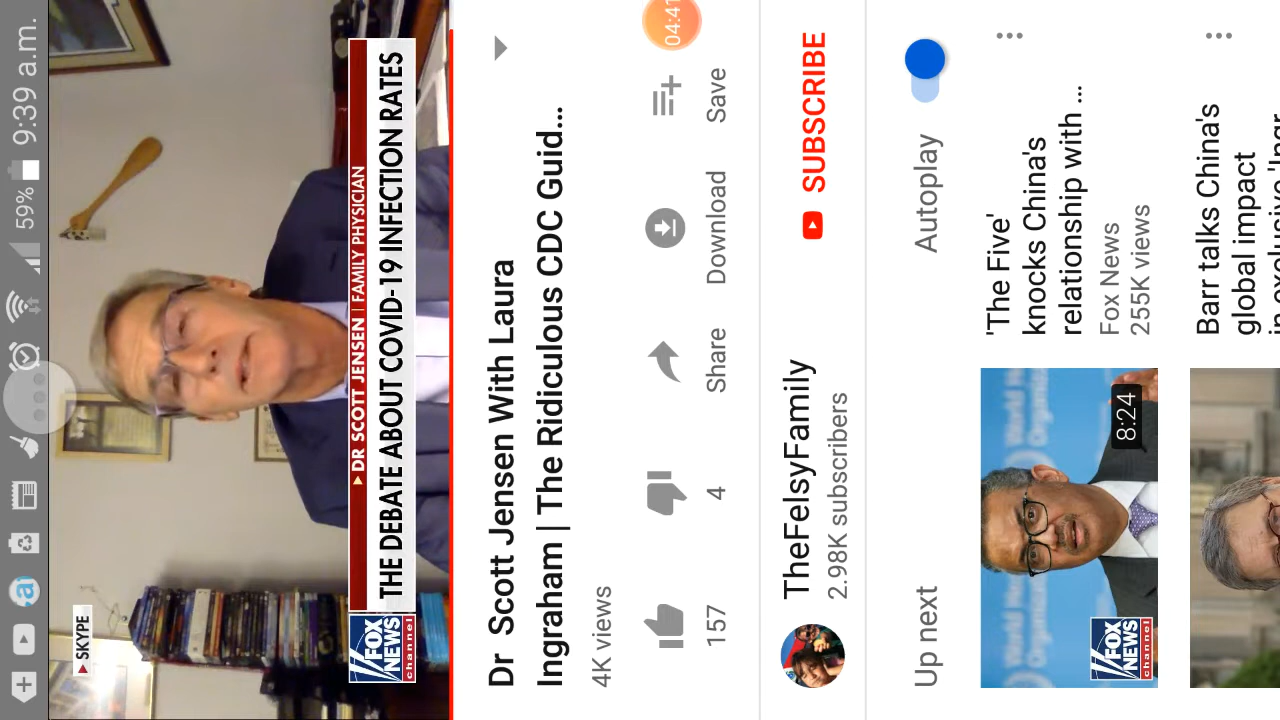 59% 9:39 a.m.
SKYPE
DR SCOTT JENSEN | FAMILY PHYSICIAN
THE DEBATE ABOUT COVID-19 INFECTION RATES
FOX
NEWS
channel
Dr Scott Jensen With Laura
Ingraham | The Ridiculous CDC Guid...
4K views
157
4
Share
Download
Save
04:41
TheFelsyFamily
2.98K subscribers
SUBSCRIBE
Up next
Autoplay
FOX
NEWS
channel
8:24
'The Five'
knocks China's
relationship with ...
Fox News
255K views
Barr talks China's
global impact